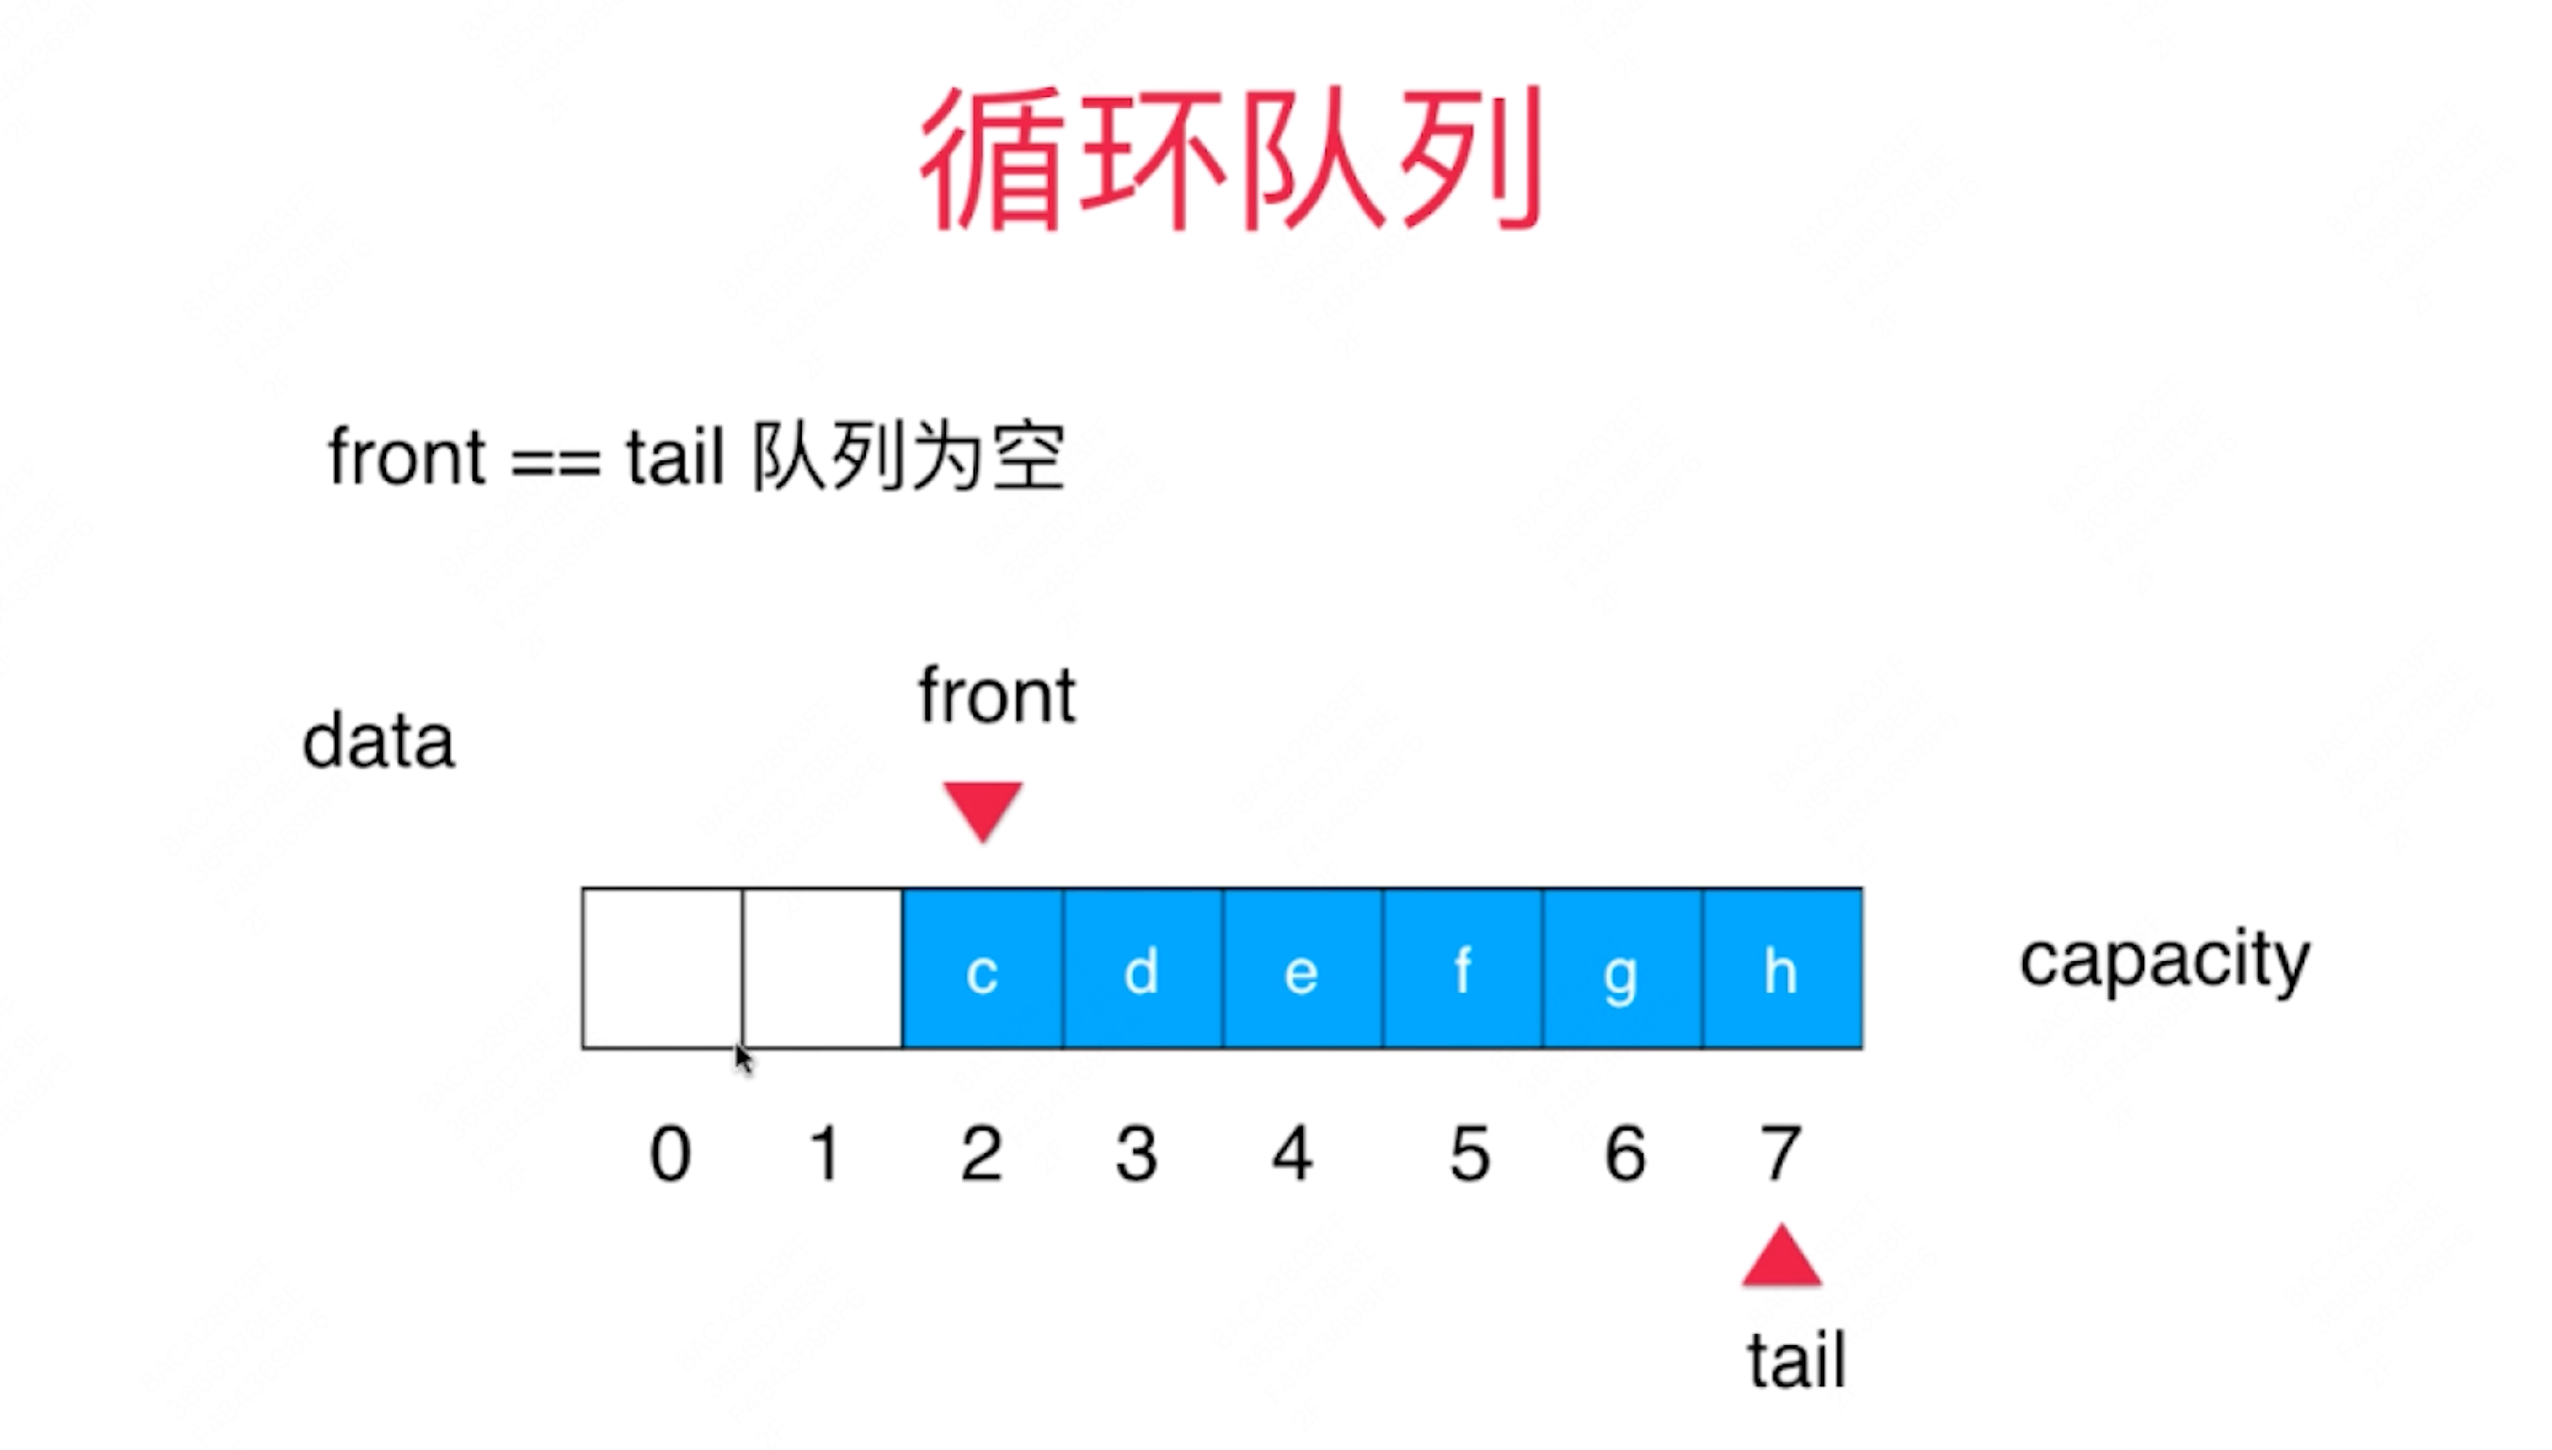 循环队列
front == tail 队列为空
front
data
c d e f g h
capacity
0 1 2 3 4 5 6 7
tail